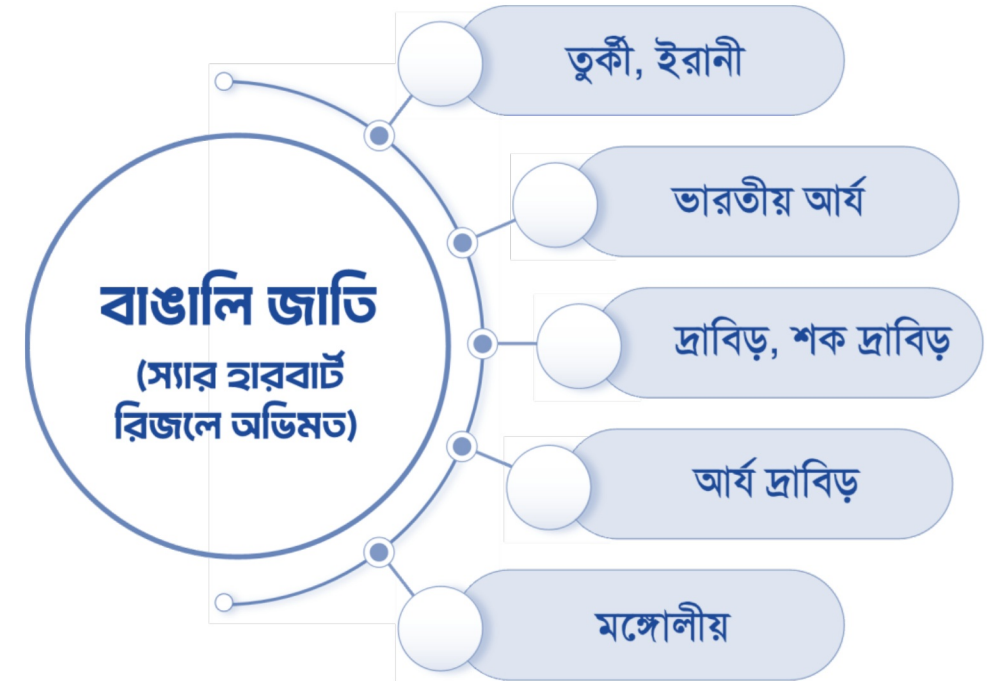 বাঙালি জাতি
(স্যার হারবার্ট
রিজলে অভিমত)
তুর্কী, ইরানী
ভারতীয় আর্য
দ্রাবিড়, শক দ্রাবিড়
আর্য দ্রাবিড়
মঙ্গোলীয়